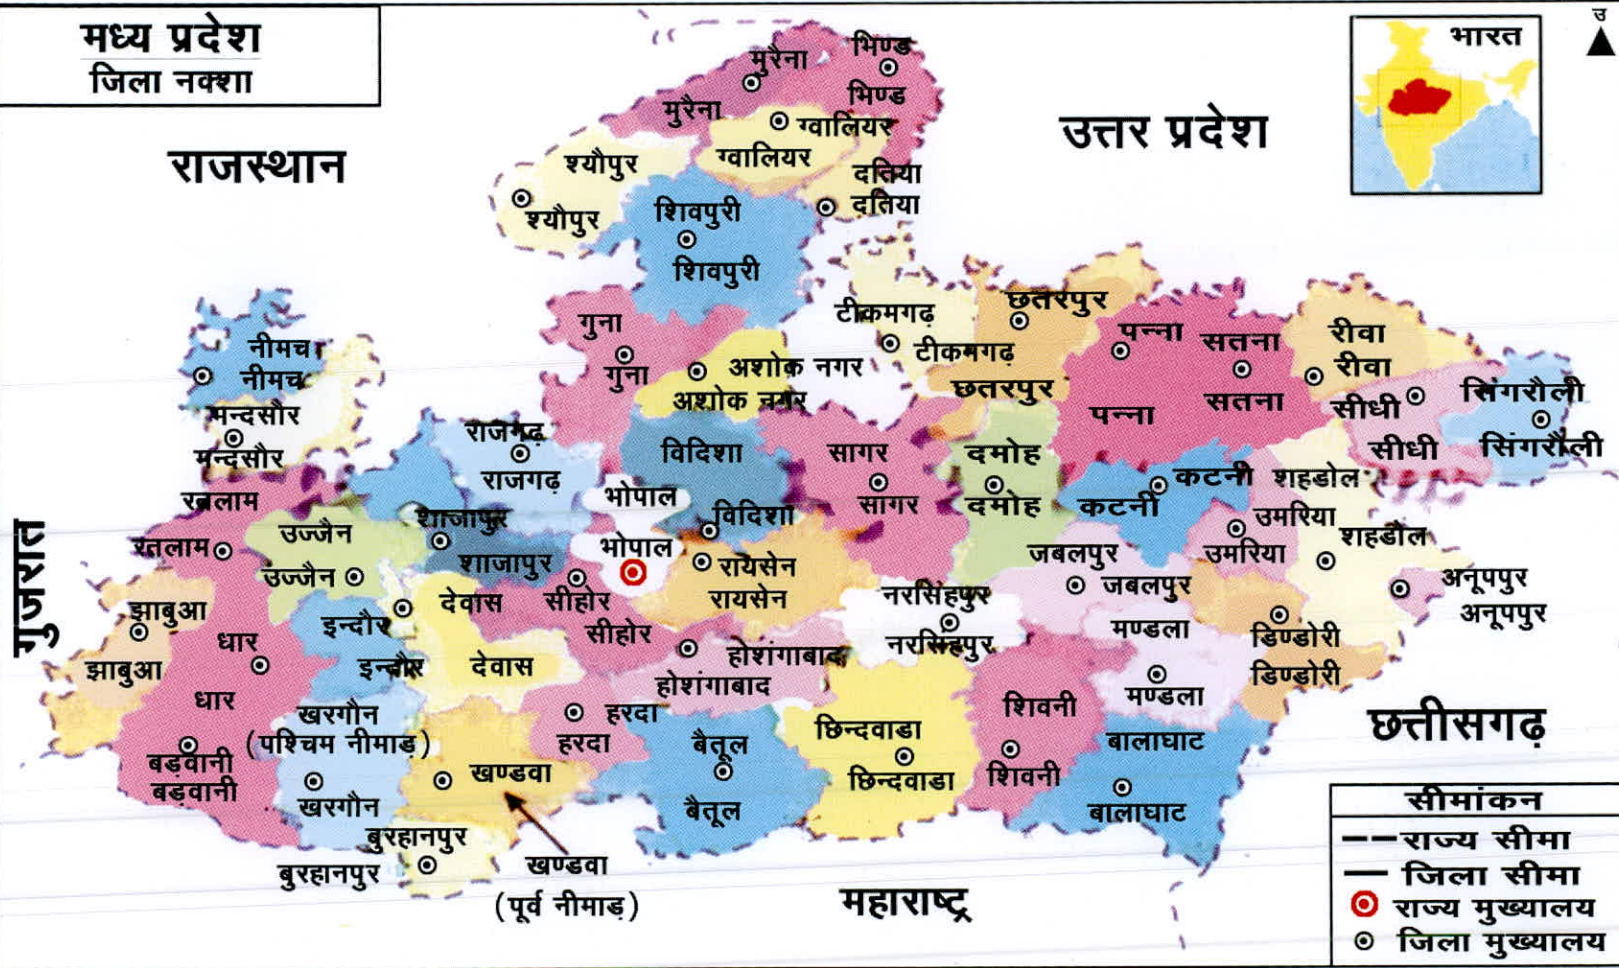 मध्य प्रदेश
जिला नक्शा
उ
भारत
राजस्थान
उत्तर प्रदेश
गुजरात
छत्तीसगढ़
महाराष्ट्र
मुरैना
मुरैना
भिण्ड
भिण्ड
ग्वालियर
ग्वालियर
श्यौपुर
श्यौपुर
दतिया
दतिया
शिवपुरी
शिवपुरी
गुना
गुना
अशोक नगर
अशोक नगर
टीकमगढ़
टीकमगढ़
छतरपुर
छतरपुर
पन्ना
पन्ना
सतना
सतना
रीवा
रीवा
सीधी
सीधी
सिंगरौली
सिंगरौली
नीमच
नीमच
मन्दसौर
मन्दसौर
रतलाम
रतलाम
उज्जैन
उज्जैन
राजगढ़
राजगढ़
शाजापुर
शाजापुर
भोपाल
भोपाल
विदिशा
विदिशा
सागर
सागर
दमोह
दमोह
कटनी
कटनी
शहडोल
शहडोल
उमरिया
उमरिया
अनूपपुर
अनूपपुर
जबलपुर
जबलपुर
रायसेन
रायसेन
सीहोर
सीहोर
देवास
देवास
इन्दौर
इन्दौर
झाबुआ
झाबुआ
धार
धार
बड़वानी
बड़वानी
खरगौन
(पश्चिम नीमाड़)
खरगौन
खण्डवा
खण्डवा
(पूर्व नीमाड़)
बुरहानपुर
बुरहानपुर
हरदा
हरदा
होशंगाबाद
होशंगाबाद
बैतूल
बैतूल
नरसिंहपुर
नरसिंहपुर
छिन्दवाडा
छिन्दवाडा
शिवनी
शिवनी
मण्डला
मण्डला
डिण्डोरी
डिण्डोरी
बालाघाट
बालाघाट
सीमांकन
राज्य सीमा
जिला सीमा
राज्य मुख्यालय
जिला मुख्यालय